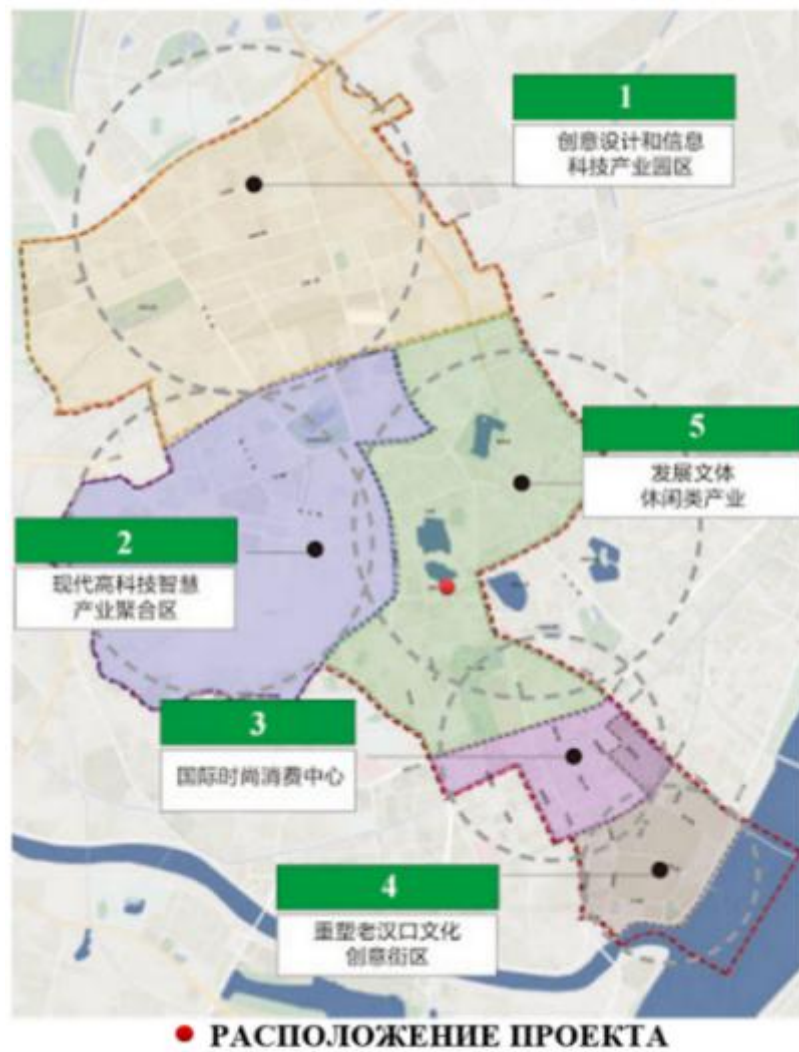 1
创意设计和信息
科技产业园区
5
发展文体
休闲类产业
2
现代高科技智慧
产业聚合区
3
国际时尚消费中心
4
重塑老汉口文化
创意街区
РАСПОЛОЖЕНИЕ ПРОЕКТА